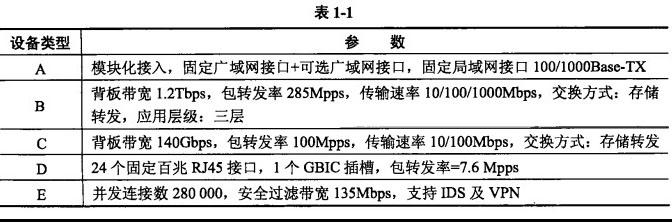 表 1-1
设备类型 参 数
A 模块化接入，固定广域网接口+可选广域网接口，固定局域网接口 100/1000Base-TX
B 背板带宽 1.2Tbps，包转发率 285Mpps，传输速率 10/100/1000Mbps，交换方式：存储
转发，应用层级：三层
C 背板带宽 140Gbps，包转发率 100Mpps，传输速率 10/100Mbps，交换方式：存储转发
D 24 个固定百兆 RJ45 接口，1 个 GBIC 插槽，包转发率=7.6 Mpps
E 并发连接数 280 000，安全过滤带宽 135Mbps，支持 IDS 及 VPN